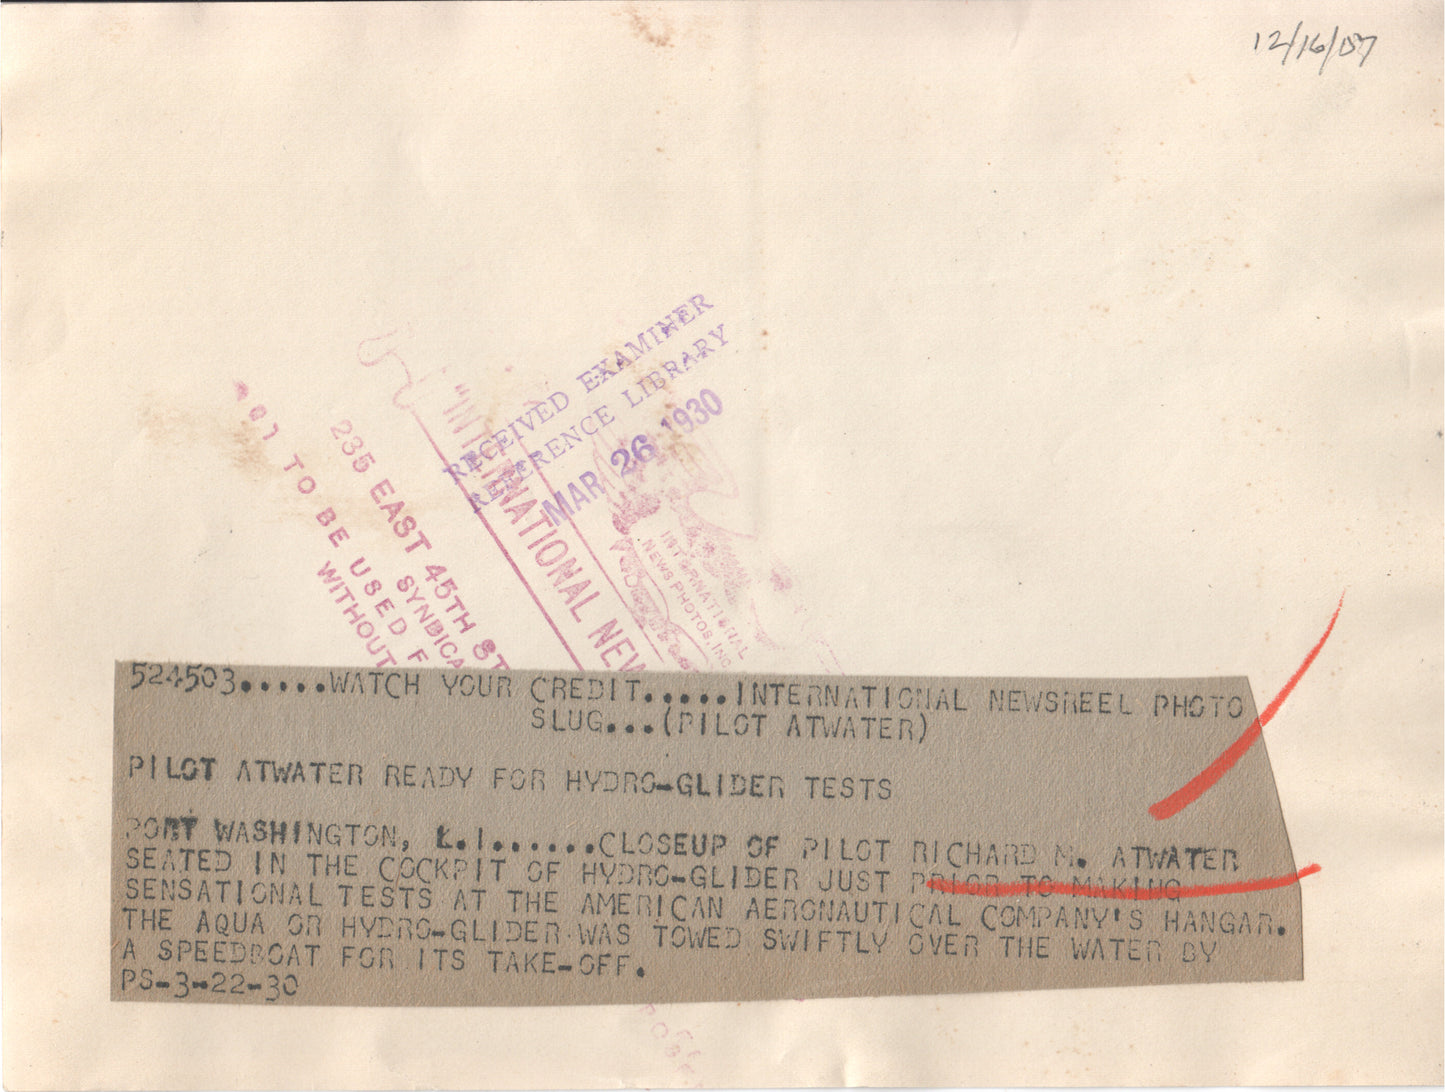 12/16/57
RECEIVED EXAMINER
REFERENCE LIBRARY
MAR 26 1930
"INTERNATIONAL NEW
235 EAST 45TH ST
SYNDICA
TO BE USED F
WITHOUT
INTERNATIONAL
NEWS PHOTOS, INC
524503.....WATCH YOUR CREDIT.....INTERNATIONAL NEWSREEL PHOTO
SLUG...(PILOT ATWATER)
PILOT ATWATER READY FOR HYDRO-GLIDER TESTS
PORT WASHINGTON, L.I......CLOSEUP OF PILOT RICHARD M. ATWATER
SEATED IN THE COCKPIT OF HYDRO-GLIDER JUST PRIOR TO MAKING
SENSATIONAL TESTS AT THE AMERICAN AERONAUTICAL COMPANY'S HANGAR.
THE AQUA OR HYDRO-GLIDER WAS TOWED SWIFTLY OVER THE WATER BY
A SPEEDBOAT FOR ITS TAKE-OFF.
PS-3-22-30